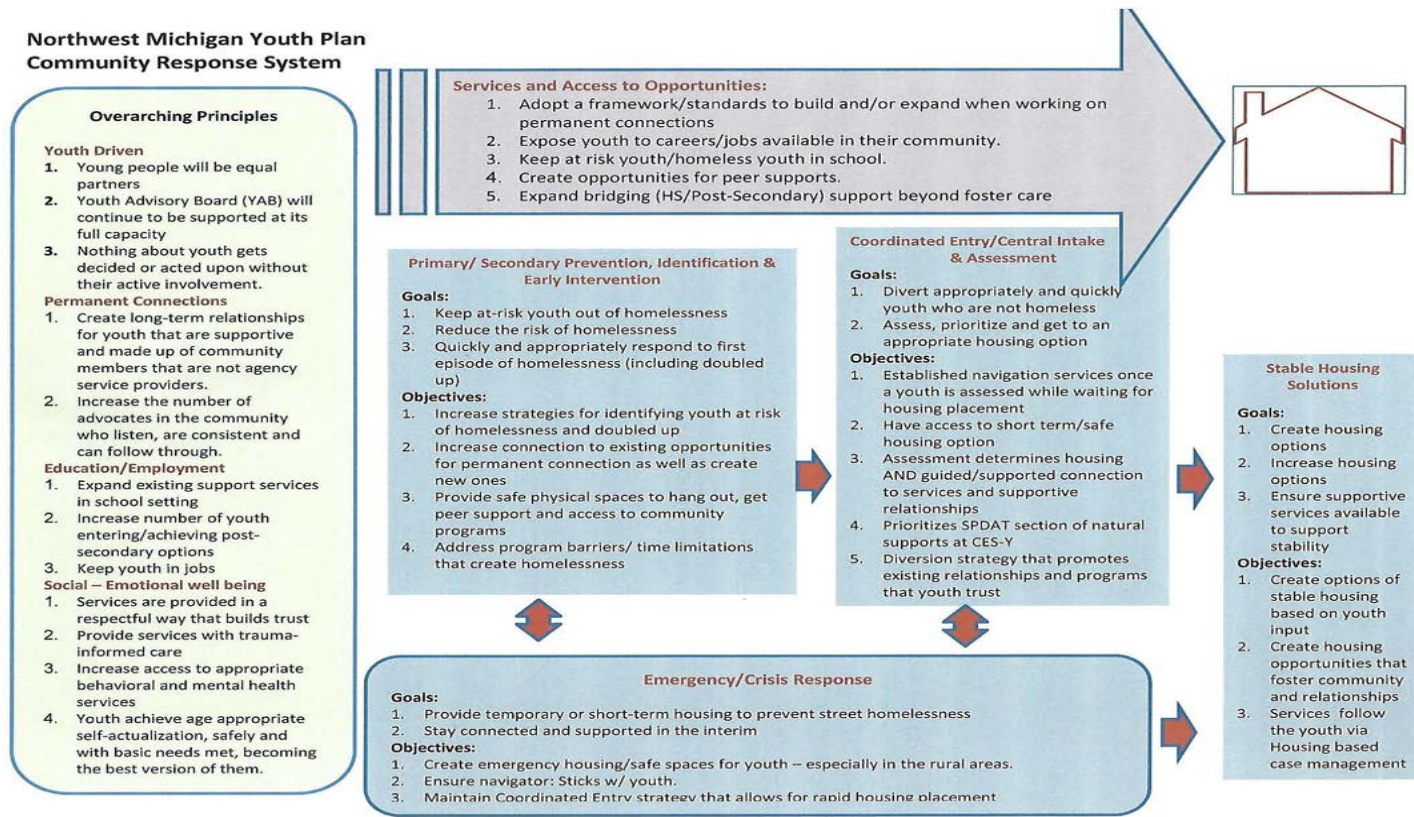 Northwest Michigan Youth Plan
Community Response System
Overarching Principles
Youth Driven
1. Young people will be equal
partners
2. Youth Advisory Board (YAB) will
continue to be supported at its
full capacity
3. Nothing about youth gets
decided or acted upon without
their active involvement.
Permanent Connections
1. Create long-term relationships
for youth that are supportive
and made up of community
members that are not agency
service providers.
2. Increase the number of
advocates in the community
who listen, are consistent and
can follow through.
Education/Employment
1. Expand existing support services
in school setting
2. Increase number of youth
entering/achieving post-
secondary options
3. Keep youth in jobs
Social – Emotional well being
1. Services are provided in a
respectful way that builds trust
2. Provide services with trauma-
informed care
3. Increase access to appropriate
behavioral and mental health
services
4. Youth achieve age appropriate
self-actualization, safely and
with basic needs met, becoming
the best version of them.
Services and Access to Opportunities:
1. Adopt a framework/standards to build and/or expand when working on
permanent connections
2. Expose youth to careers/jobs available in their community.
3. Keep at risk youth/homeless youth in school.
4. Create opportunities for peer supports.
5. Expand bridging (HS/Post-Secondary) support beyond foster care
Primary/ Secondary Prevention, Identification &
Early Intervention
Goals:
1. Keep at-risk youth out of homelessness
2. Reduce the risk of homelessness
3. Quickly and appropriately respond to first
episode of homelessness (including doubled
up)
Objectives:
1. Increase strategies for identifying youth at risk
of homelessness and doubled up
2. Increase connection to existing opportunities
for permanent connection as well as create
new ones
3. Provide safe physical spaces to hang out, get
peer support and access to community
programs
4. Address program barriers/ time limitations
that create homelessness
Coordinated Entry/Central Intake
& Assessment
Goals:
1. Divert appropriately and quickly
youth who are not homeless
2. Assess, prioritize and get to an
appropriate housing option
Objectives:
1. Established navigation services once
a youth is assessed while waiting for
housing placement
2. Have access to short term/safe
housing option
3. Assessment determines housing
AND guided/supported connection
to services and supportive
relationships
4. Prioritizes SPDAT section of natural
supports at CES-Y
5. Diversion strategy that promotes
existing relationships and programs
that youth trust
Stable Housing
Solutions
Goals:
1. Create housing
options
2. Increase housing
options
3. Ensure supportive
services available
to support
stability
Objectives:
1. Create options of
stable housing
based on youth
input
2. Create housing
opportunities that
foster community
and relationships
3. Services follow
the youth via
Housing based
case management
Emergency/Crisis Response
Goals:
1. Provide temporary or short-term housing to prevent street homelessness
2. Stay connected and supported in the interim
Objectives:
1. Create emergency housing/safe spaces for youth – especially in the rural areas.
2. Ensure navigator: Sticks w/ youth.
3. Maintain Coordinated Entry strategy that allows for rapid housing placement